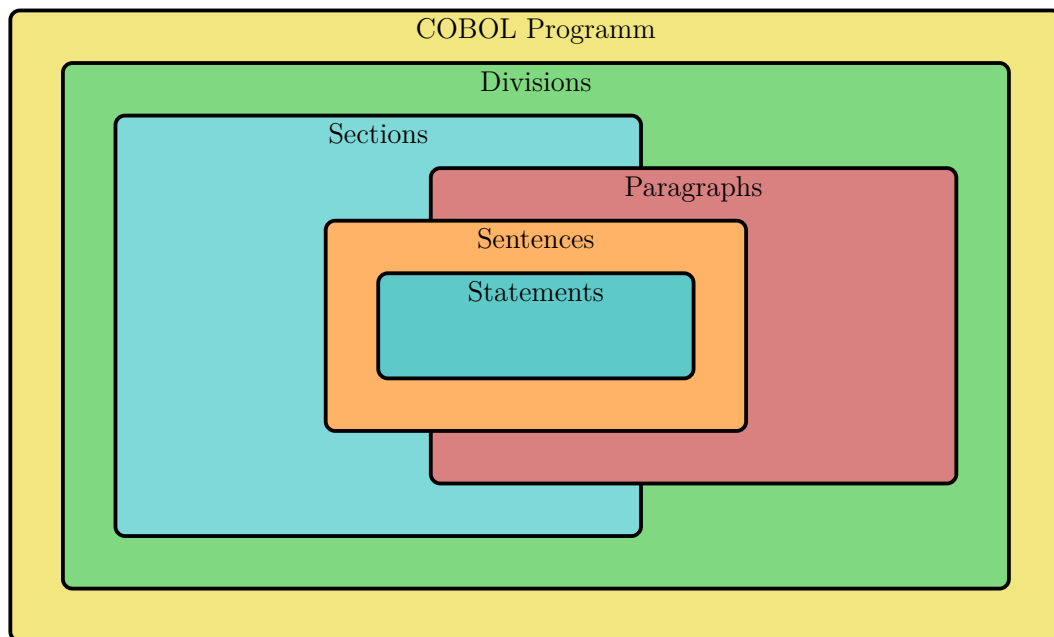 COBOL Programm
Divisions
Sections
Paragraphs
Sentences
Statements